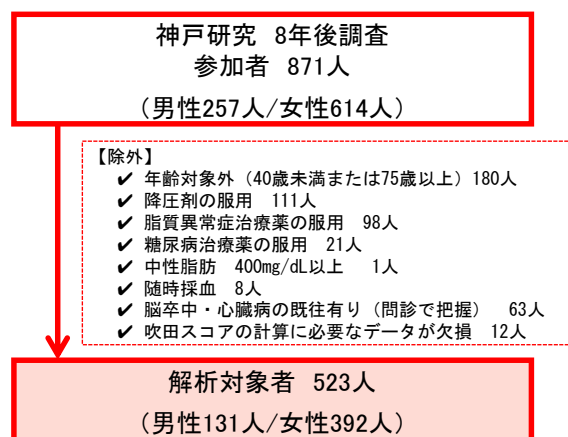 神戸研究 8年後調査
参加者 871人
（男性257人/女性614人）
【除外】
✔ 年齢対象外（40歳未満または75歳以上）180人
✔ 降圧剤の服用 111人
✔ 脂質異常症治療薬の服用 98人
✔ 糖尿病治療薬の服用 21人
✔ 中性脂肪 400mg/dL以上 1人
✔ 随時採血 8人
✔ 脳卒中・心臓病の既往有り（問診で把握） 63人
✔ 吹田スコアの計算に必要なデータが欠損 12人
解析対象者 523人
（男性131人/女性392人）